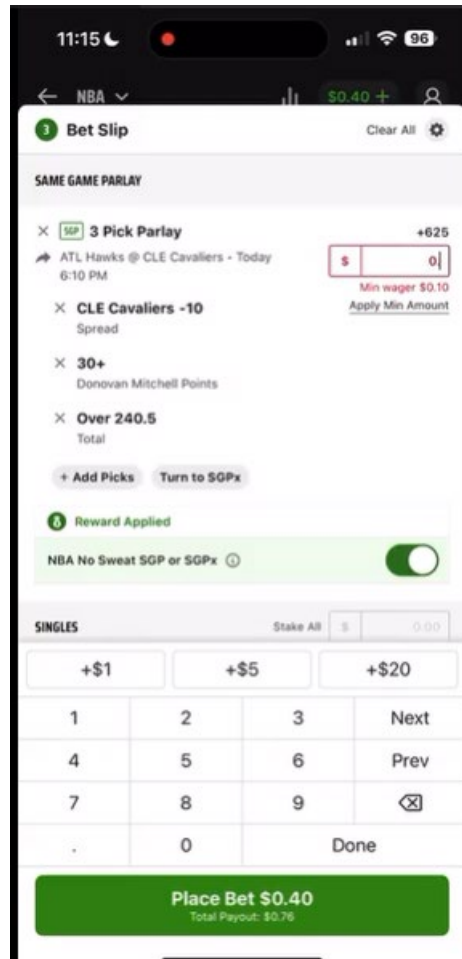 11:15
96
NBA
$0.40 +
3 Bet Slip
Clear All
SAME GAME PARLAY
SGP 3 Pick Parlay
+625
ATL Hawks @ CLE Cavaliers - Today
6:10 PM
$ 0
Min wager $0.10
Apply Min Amount
CLE Cavaliers -10
Spread
30+
Donovan Mitchell Points
Over 240.5
Total
+ Add Picks
Turn to SGPx
Reward Applied
NBA No Sweat SGP or SGPx
SINGLES
Stake All
$ 0.00
+$1
+$5
+$20
1 2 3 Next
4 5 6 Prev
7 8 9
. 0 Done
Place Bet $0.40
Total Payout: $0.76